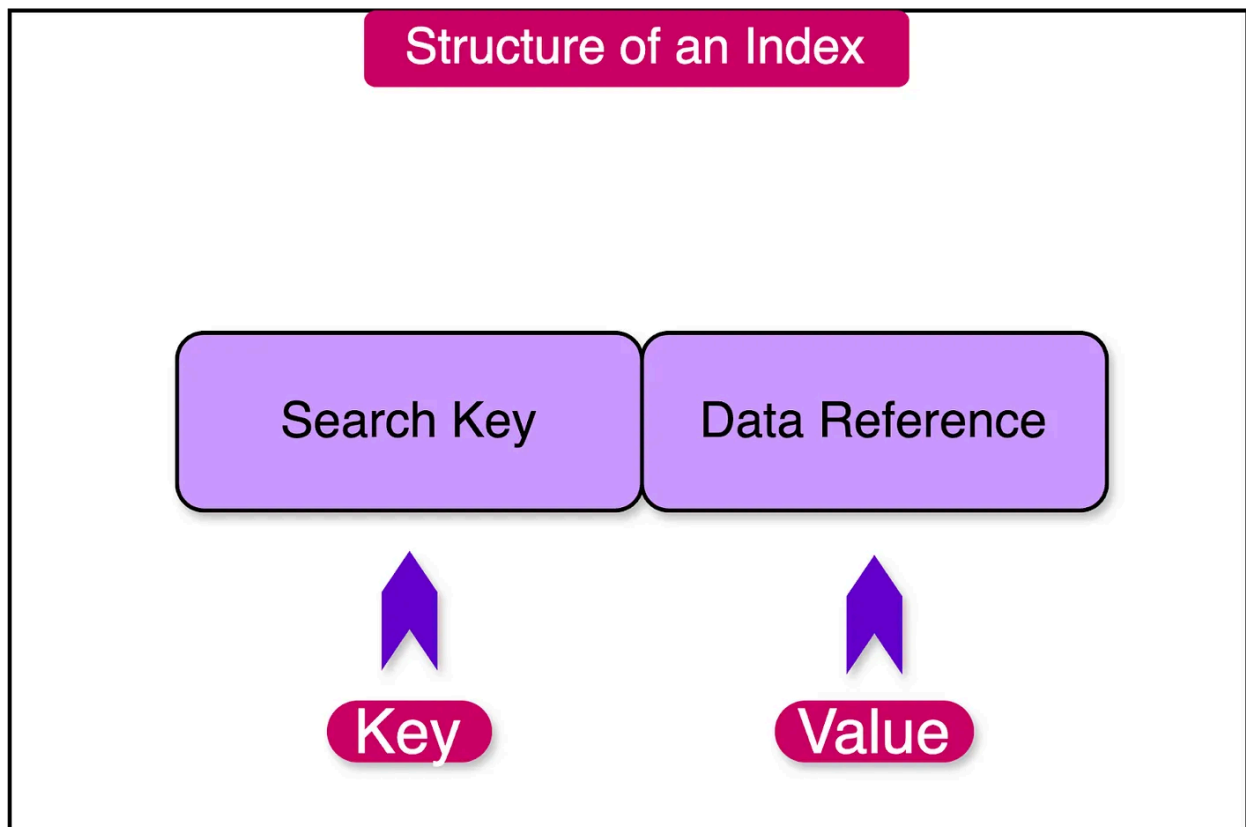 Structure of an Index
Search Key
Data Reference
Key
Value